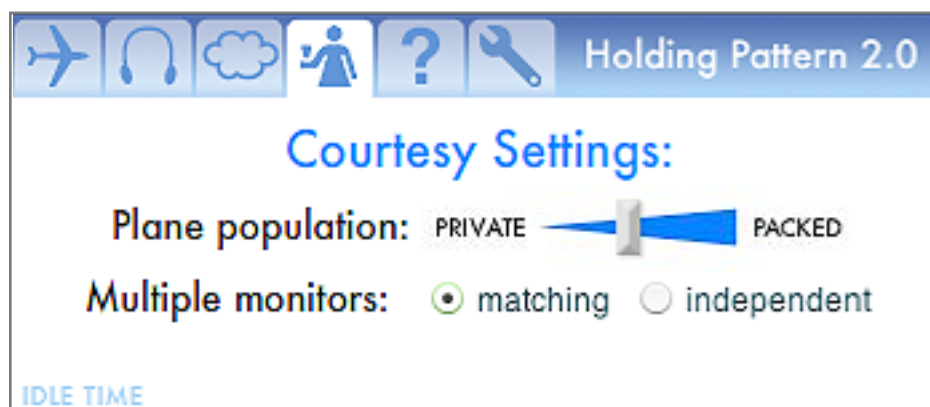 ? Holding Pattern 2.0
Courtesy Settings:
Plane population: PRIVATE PACKED
Multiple monitors: matching independent
IDLE TIME